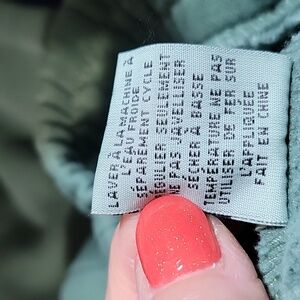 LAVER À LA MACHINE À
L'EAU FROIDE,
SÉPARÉMENT CYCLE
RÉGULIER SEULEMENT
NE PAS JAVELLISER
SÉCHER À BASSE
TEMPÉRATURE NE PAS
UTILISER DE FER SUR
L'APPLIQUÉE
FAIT EN CHINE